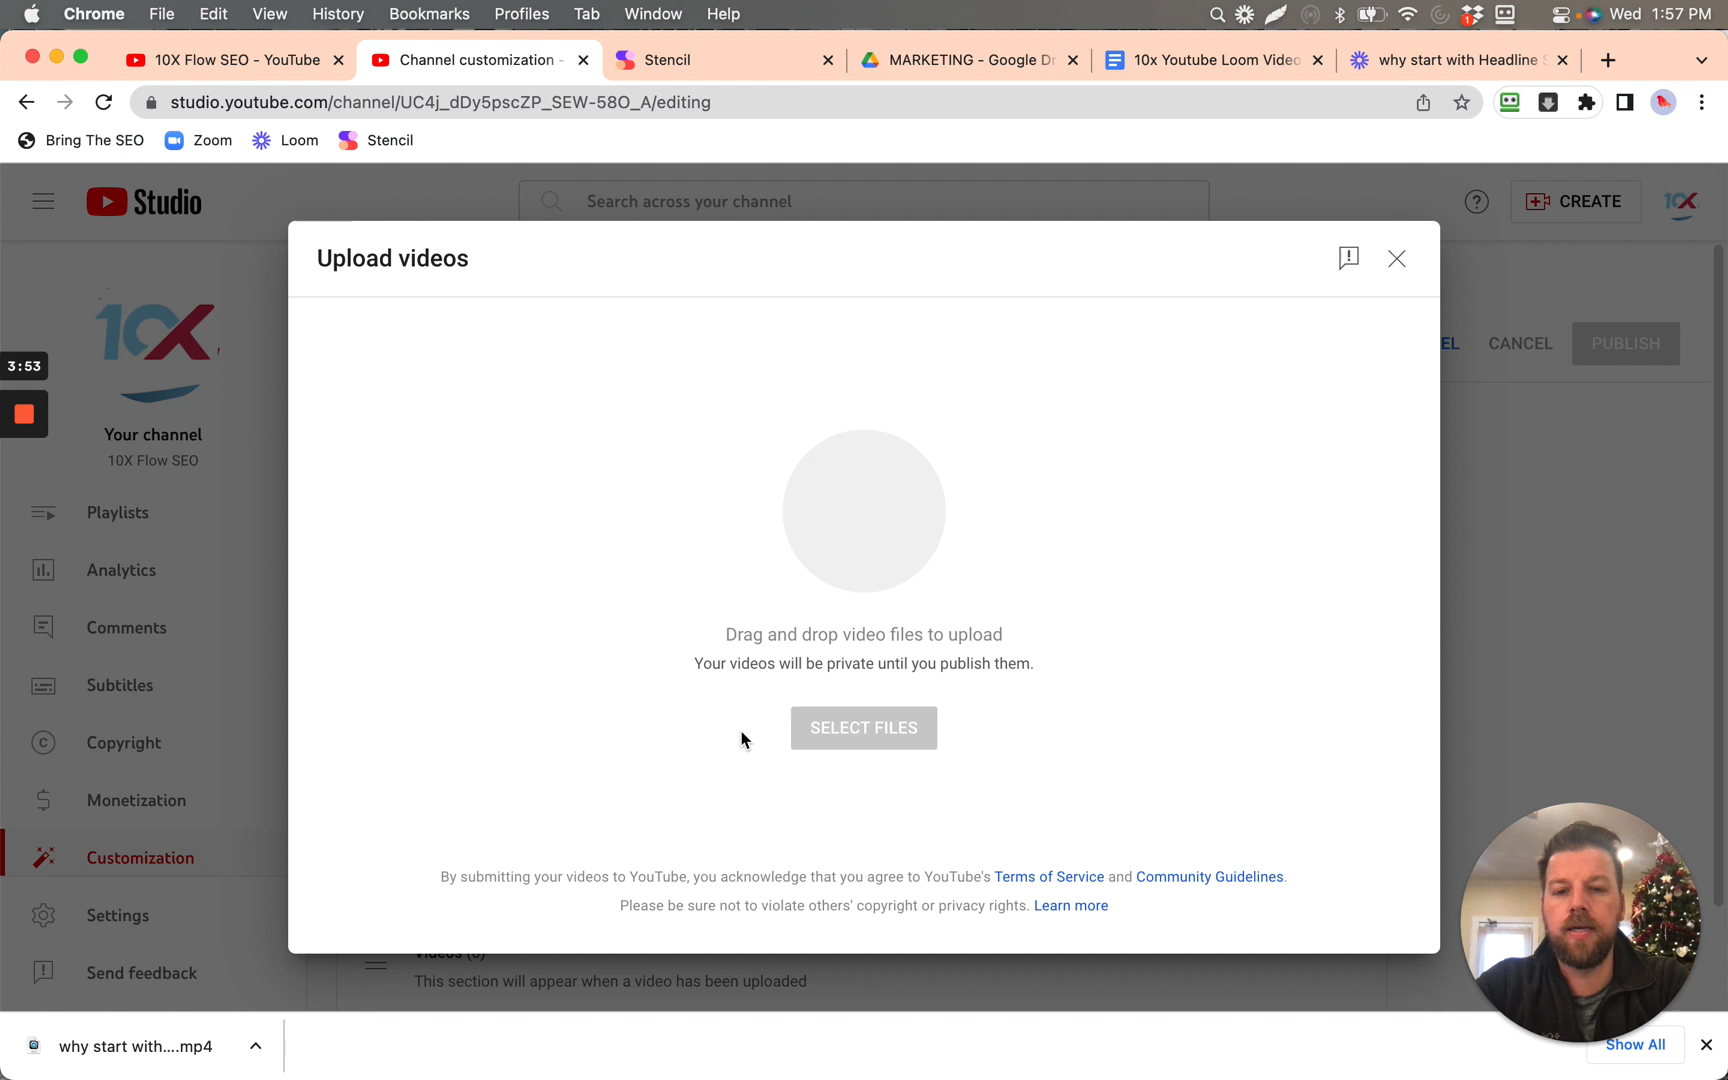 Chrome File Edit View History Bookmarks Profiles Tab Window Help 1 Wed 1:57 PM
10X Flow SEO - YouTube Channel customization - Stencil MARKETING - Google Dr 10x Youtube Loom Video why start with Headline S
studio.youtube.com/channel/UC4j_dDy5pscZP_SEW-58O_A/editing
Bring The SEO Zoom Loom Stencil
Studio Search across your channel CREATE 10X
Upload videos
10X
EL CANCEL PUBLISH
3:53
Your channel
10X Flow SEO
Playlists
Analytics
Comments
Drag and drop video files to upload
Your videos will be private until you publish them.
Subtitles
SELECT FILES
Copyright
Monetization
Customization
By submitting your videos to YouTube, you acknowledge that you agree to YouTube's Terms of Service and Community Guidelines.
Please be sure not to violate others' copyright or privacy rights. Learn more
Settings
Videos (0)
Send feedback
This section will appear when a video has been uploaded
why start with....mp4
Show All